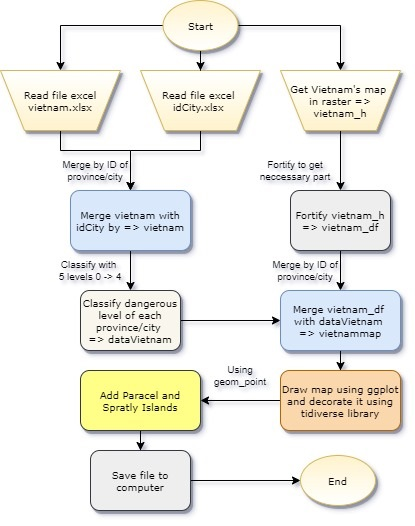 Start
Read file excel
vietnam.xlsx
Read file excel
idCity.xlsx
Get Vietnam's map
in raster =>
vietnam_h
Merge by ID of
province/city
Fortity to get
neccessary part
Merge vietnam with
idCity by => vietnam
Fortify vietnam_h
=> vietnam_df
Classify with
5 levels 0 -> 4
Merge by ID of
province/city
Classify dangerous
level of each
province/city
=> dataVietnam
Merge vietnam_df
with dataVietnam
=> vietnammap
Using
geom_point
Add Paracel and
Spratly Islands
Draw map using ggplot
and decorate it using
tidiverse library
Save file to
computer
End